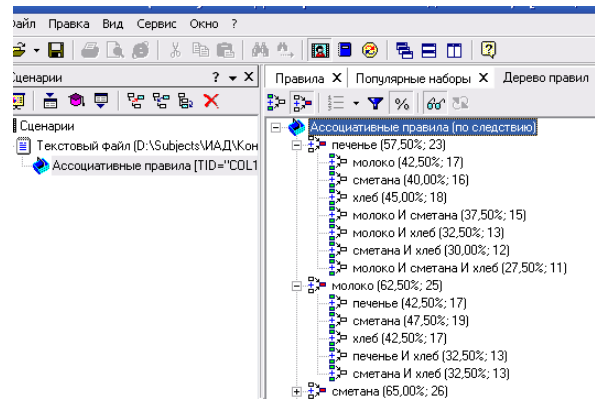 Файл Правка Вид Сервис Окно ?
Сценарии ? X
Сценарии
Текстовый файл (D:\Subjects\ИАД\Кон
Ассоциативные правила [TID="COL1
Правила X Популярные наборы X Дерево правил
%
Ассоциативные правила (по следствию)
печенье (57,50%; 23)
молоко (42,50%; 17)
сметана (40,00%; 16)
хлеб (45,00%; 18)
молоко И сметана (37,50%; 15)
молоко И хлеб (32,50%; 13)
сметана И хлеб (30,00%; 12)
молоко И сметана И хлеб (27,50%; 11)
молоко (62,50%; 25)
печенье (42,50%; 17)
сметана (47,50%; 19)
хлеб (42,50%; 17)
печенье И хлеб (32,50%; 13)
сметана И хлеб (32,50%; 13)
сметана (65,00%; 26)